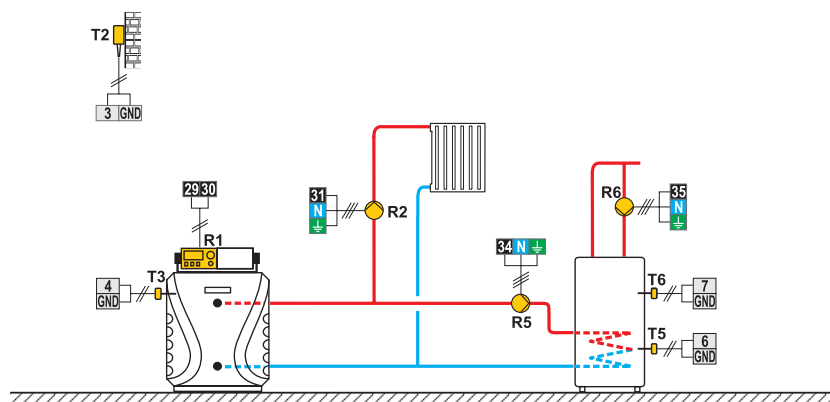 T2
3 GND
29 30
R1
31
N
R2
R6
35
N
34 N
T3
4
GND
R5
T6
7
GND
T5
6
GND